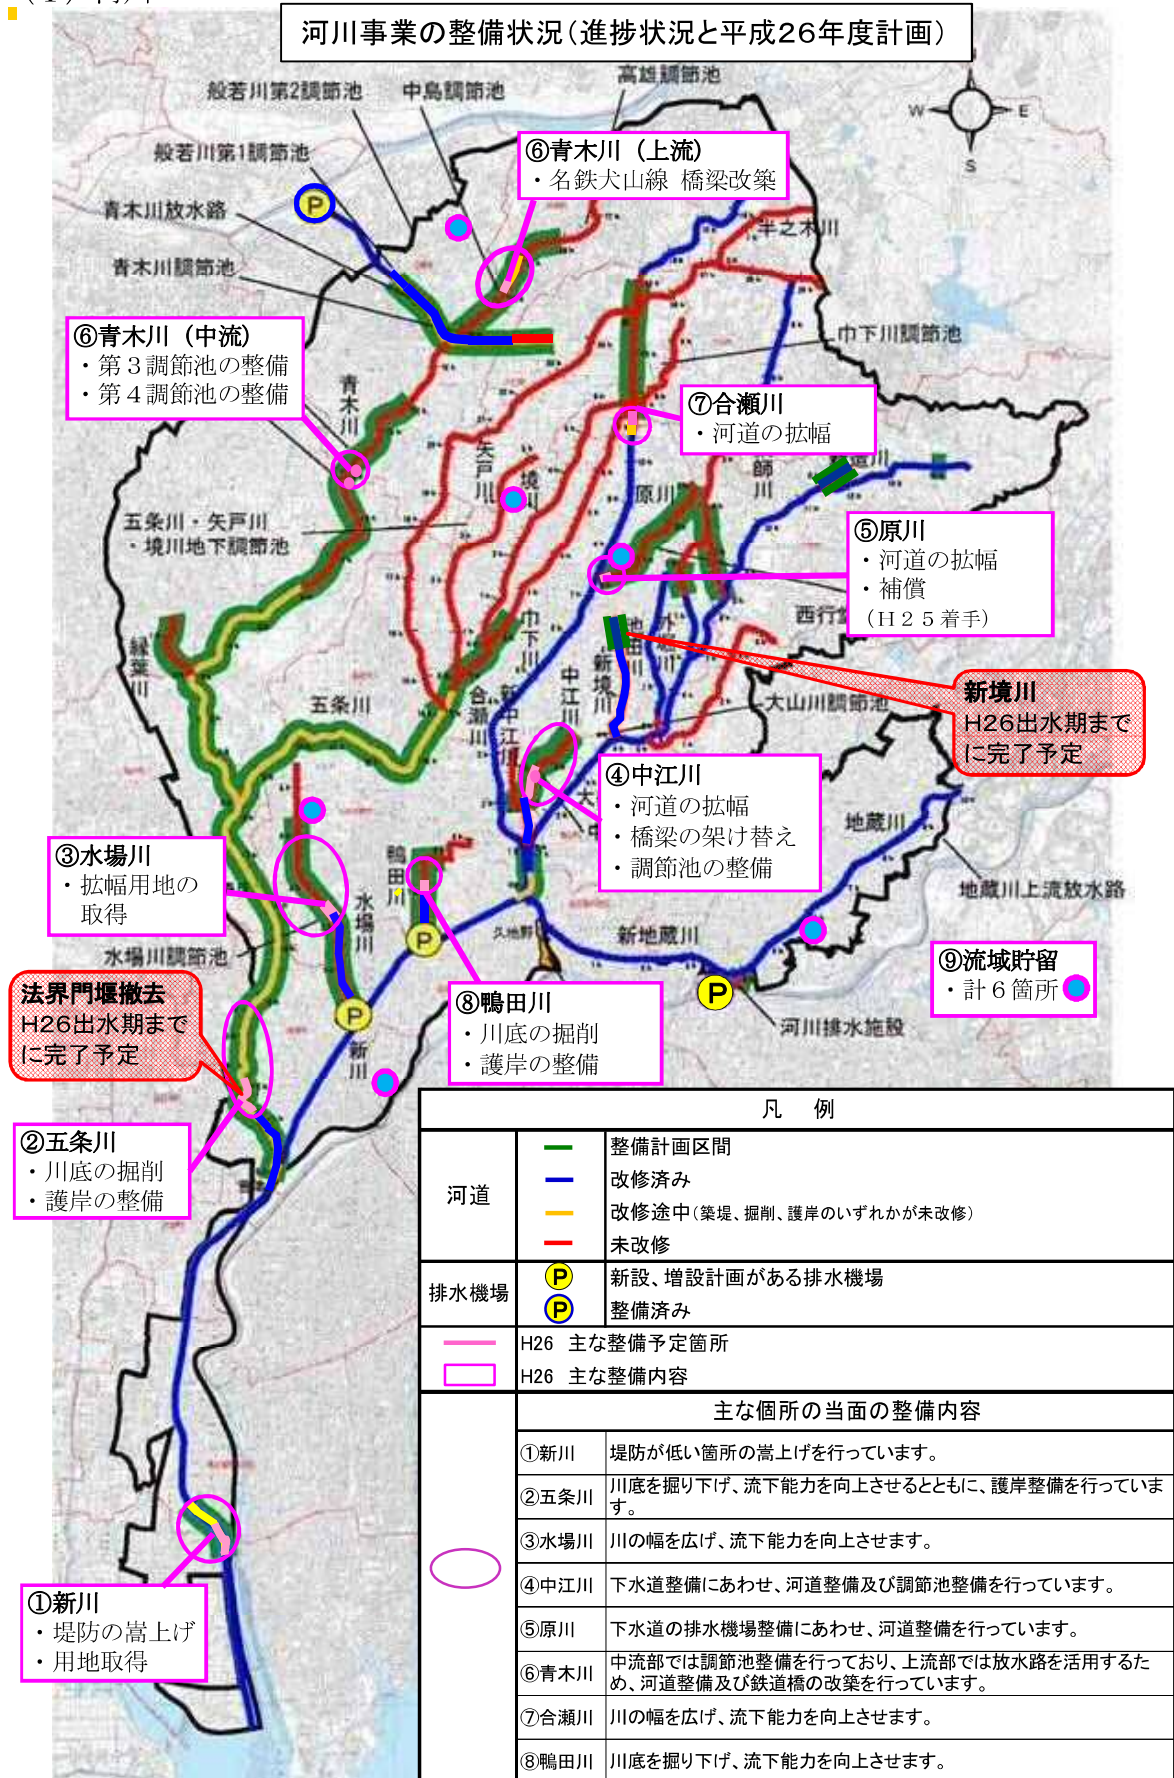 河川事業の整備状況(進捗状況と平成26年度計画)
高雄調節池
般若川第2調節池
中島調節池
W
E
S
般若川第1調節池
⑥青木川（上流）
・名鉄犬山線 橋梁改築
P
青木川放水路
半之木川
青木川調節池
⑥青木川（中流）
・第３調節池の整備
・第４調節池の整備
巾下川調節池
青木川
⑦合瀬川
・河道の拡幅
矢戸川
境川
師川
原川
五条川・矢戸川
・境川地下調節池
⑤原川
・河道の拡幅
・補償
（Ｈ２５着手）
西行堂
縁葉川
巾下川
新境川
中江川
新境川
H26出水期まで
に完了予定
五条川
合瀬川
新中江川
大山川調節池
④中江川
・河道の拡幅
・橋梁の架け替え
・調節池の整備
地蔵川
③水場川
・拡幅用地の
取得
鴨田川
水場川
地蔵川上流放水路
P
久地野
新地蔵川
水場川調節池
⑨流域貯留
・計６箇所
法界門堰撤去
H26出水期まで
に完了予定
P
⑧鴨田川
・川底の掘削
・護岸の整備
P
河川排水施設
新川
②五条川
・川底の掘削
・護岸の整備
凡 例
河道
整備計画区間
改修済み
改修途中(築堤、掘削、護岸のいずれかが未改修)
未改修
排水機場
P
新設、増設計画がある排水機場
P
整備済み
H26 主な整備予定箇所
H26 主な整備内容
主な個所の当面の整備内容
①新川 堤防が低い箇所の嵩上げを行っています。
②五条川 川底を掘り下げ、流下能力を向上させるとともに、護岸整備を行っていま
す。
③水場川 川の幅を広げ、流下能力を向上させます。
④中江川 下水道整備にあわせ、河道整備及び調節池整備を行っています。
⑤原川 下水道の排水機場整備にあわせ、河道整備を行っています。
⑥青木川 中流部では調節池整備を行っており、上流部では放水路を活用するた
め、河道整備及び鉄道橋の改築を行っています。
⑦合瀬川 川の幅を広げ、流下能力を向上させます。
⑧鴨田川 川底を掘り下げ、流下能力を向上させます。
①新川
・堤防の嵩上げ
・用地取得